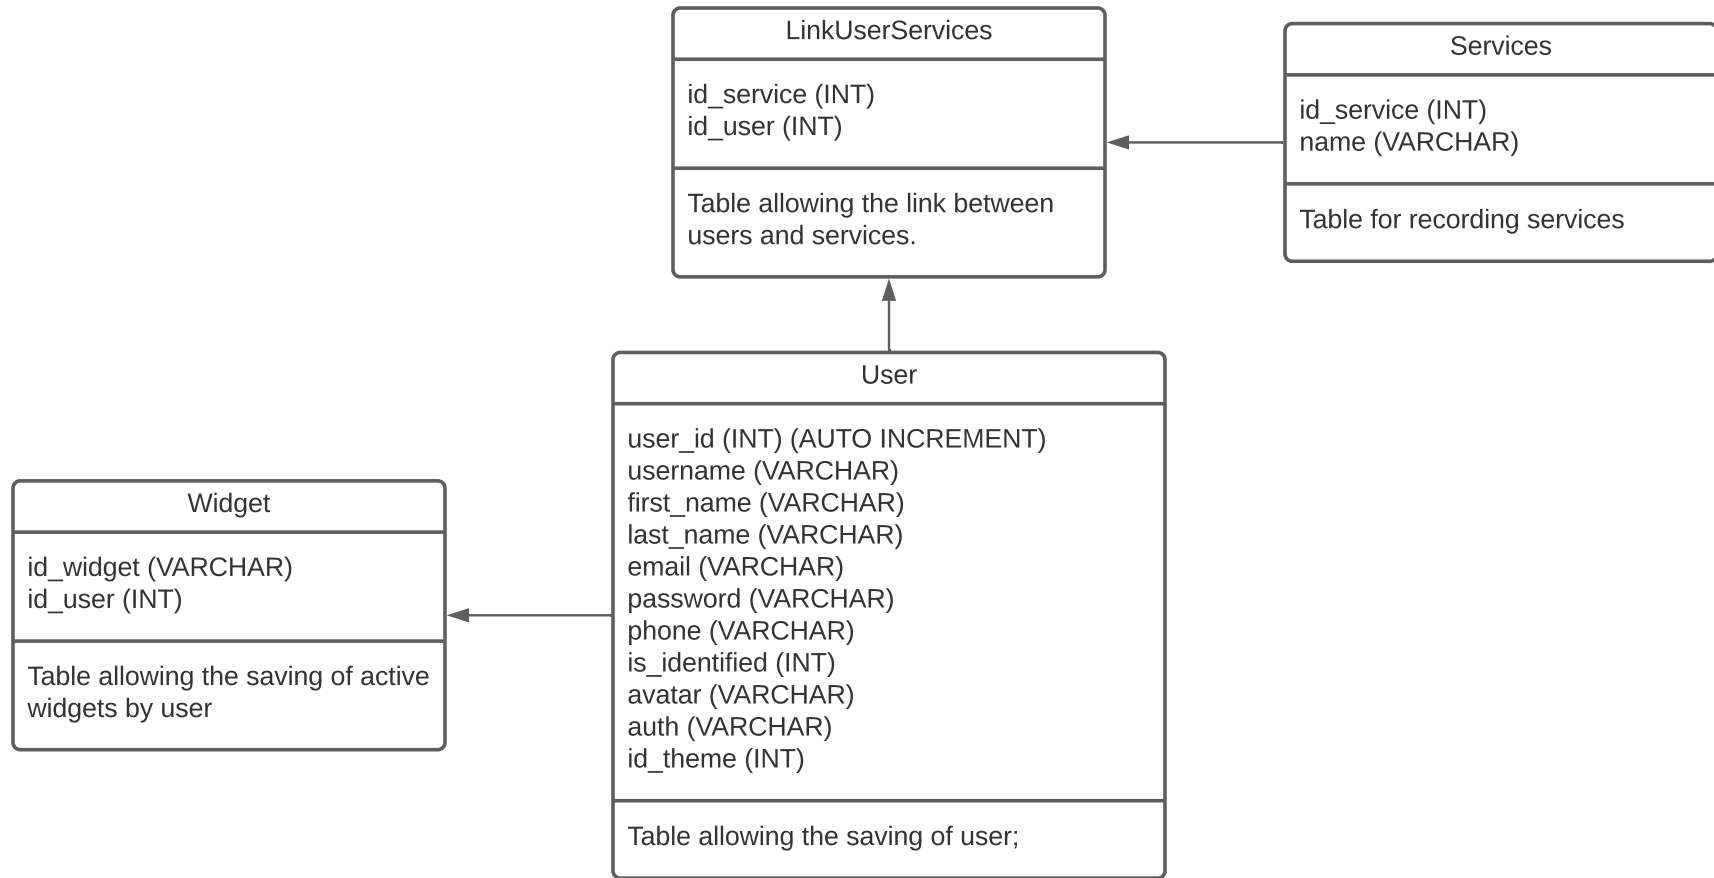 LinkUserServices
id_service (INT)
id_user (INT)
Table allowing the link between
users and services.
Services
id_service (INT)
name (VARCHAR)
Table for recording services
User
user_id (INT) (AUTO INCREMENT)
username (VARCHAR)
first_name (VARCHAR)
last_name (VARCHAR)
email (VARCHAR)
password (VARCHAR)
phone (VARCHAR)
is_identified (INT)
avatar (VARCHAR)
auth (VARCHAR)
id_theme (INT)
Table allowing the saving of user;
Widget
id_widget (VARCHAR)
id_user (INT)
Table allowing the saving of active
widgets by user